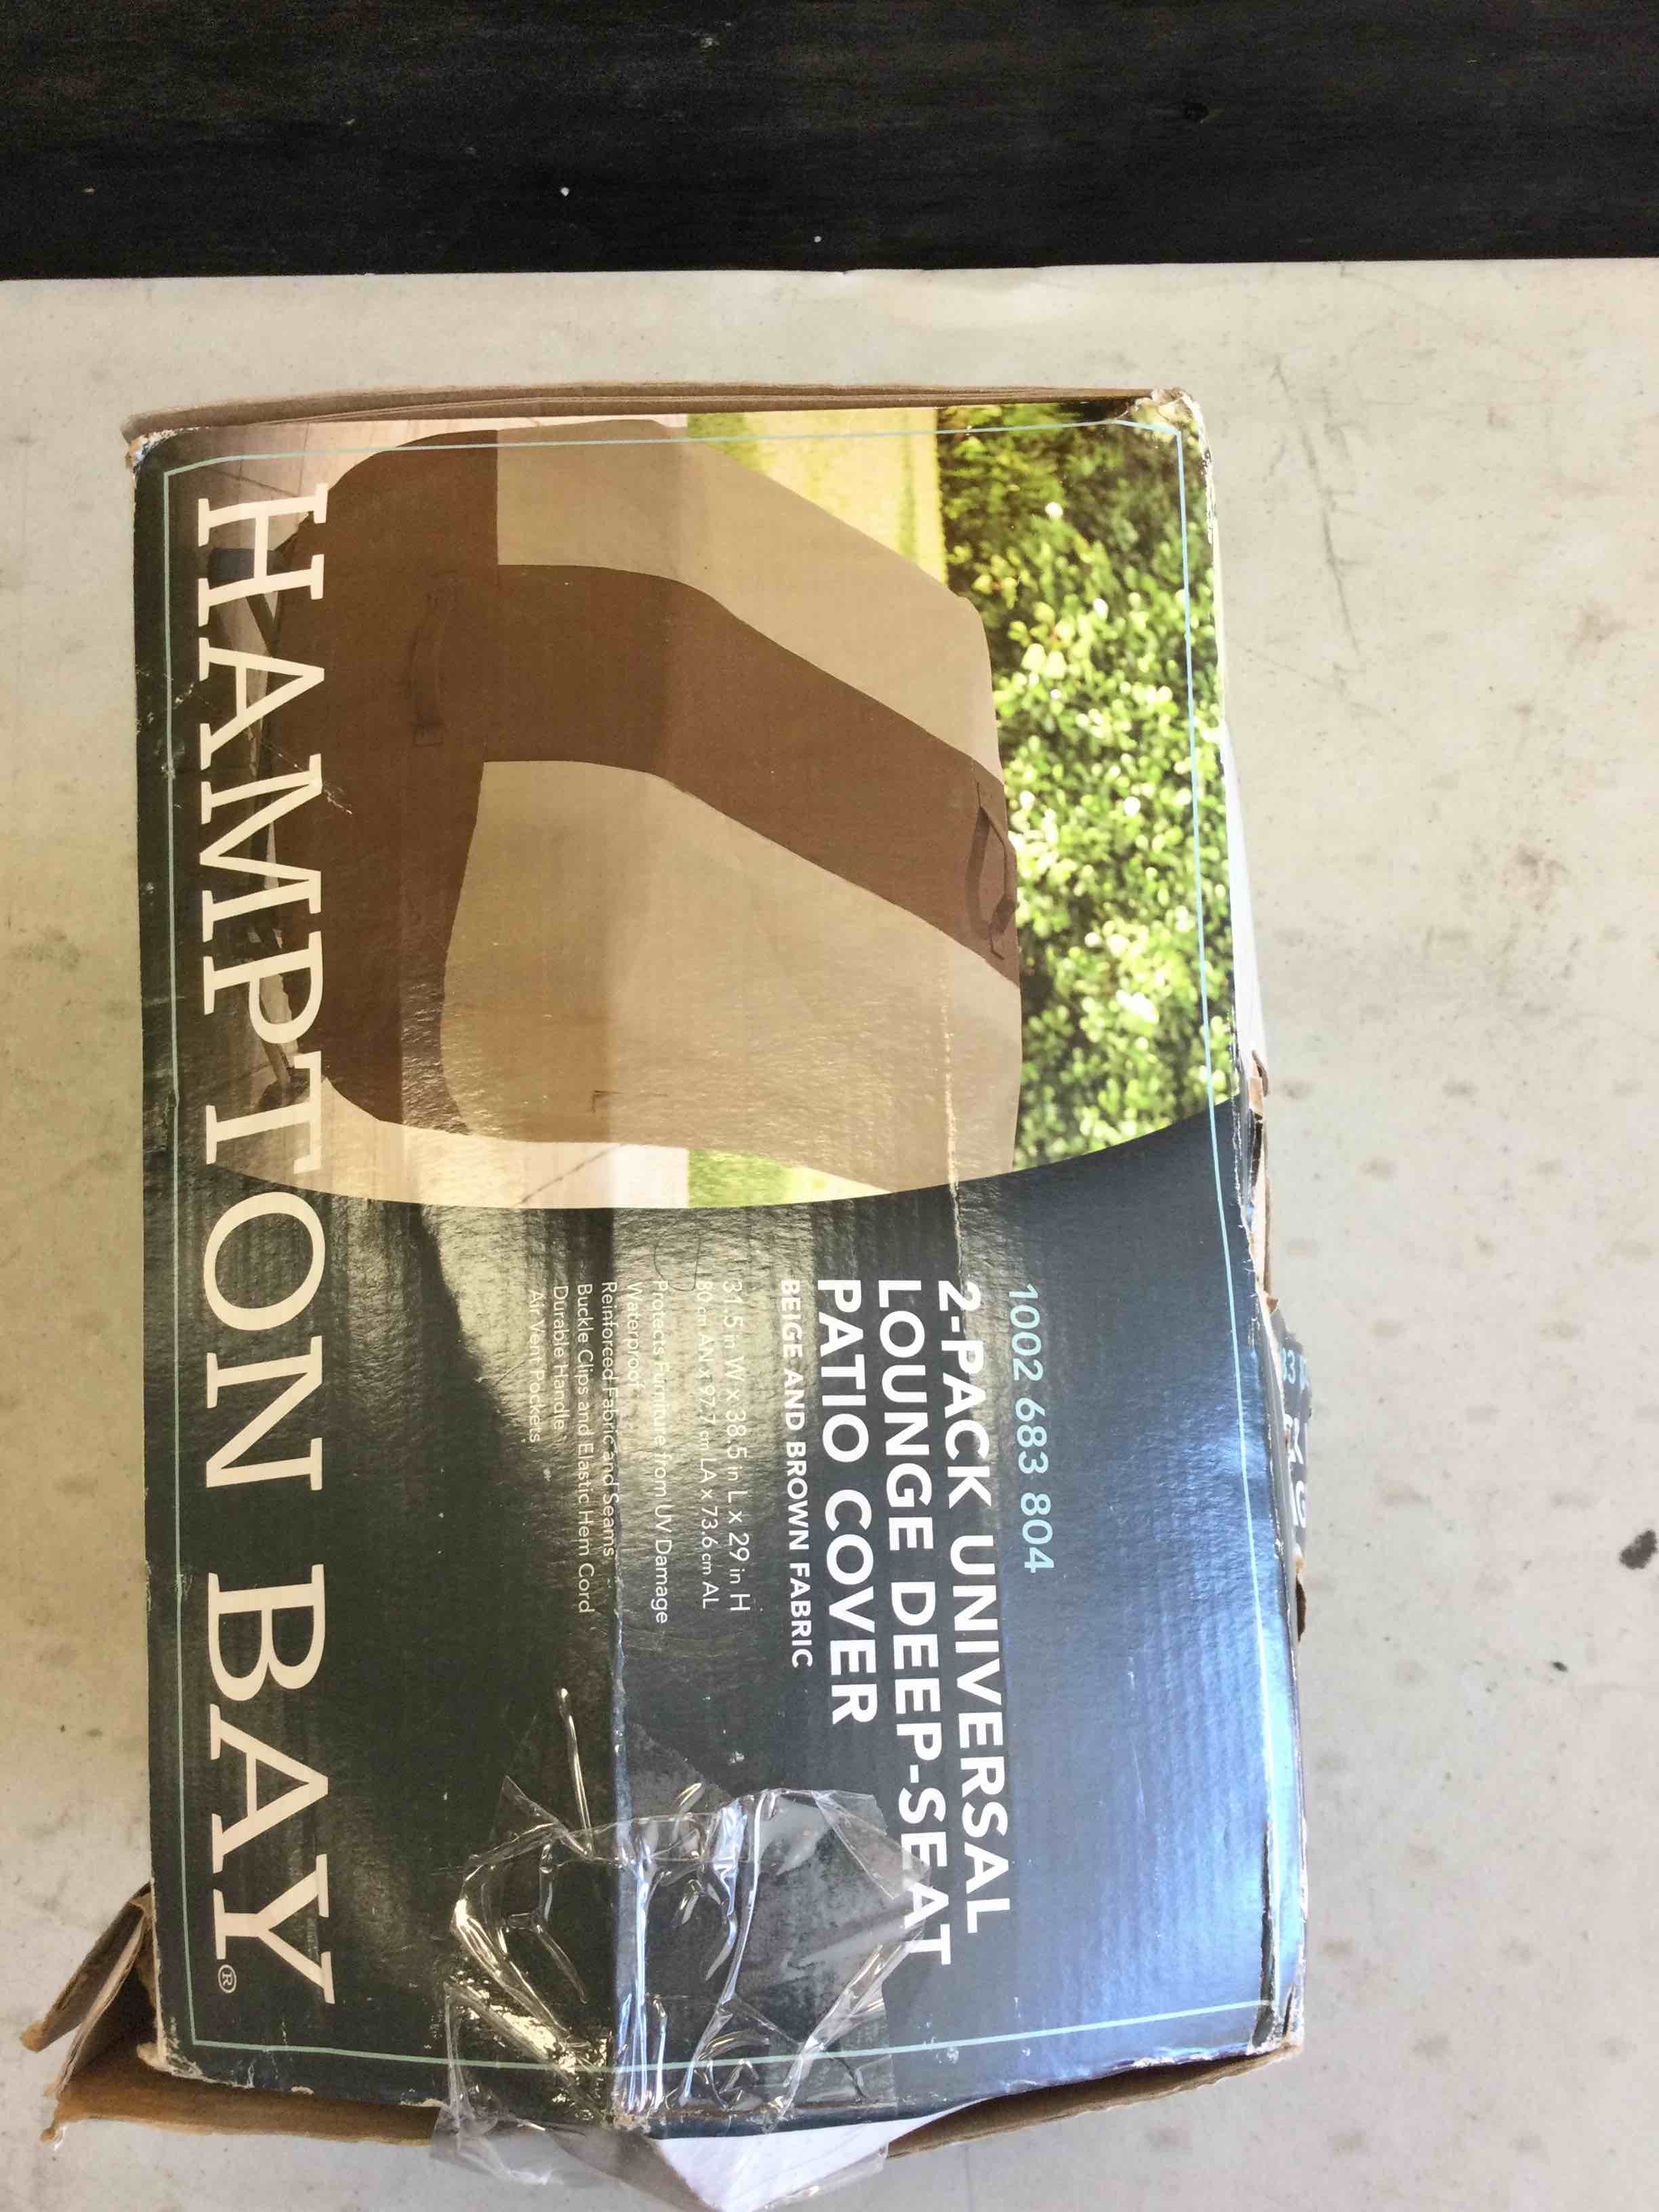 1002 683 804
2-PACK UNIVERSAL
LOUNGE DEEP-SEAT
PATIO COVER
BEIGE AND BROWN FABRIC
31.5 in W x 38.5 in L x 29 in H
80 cm AN x 97.7 cm LA x 73.6 cm AL
Protects Furniture from UV Damage
Waterproof
Reinforced Fabric and Seams
Buckle Clips and Elastic Hem Cord
Durable Handle
Air Vent Pockets
HAMPTON BAY®